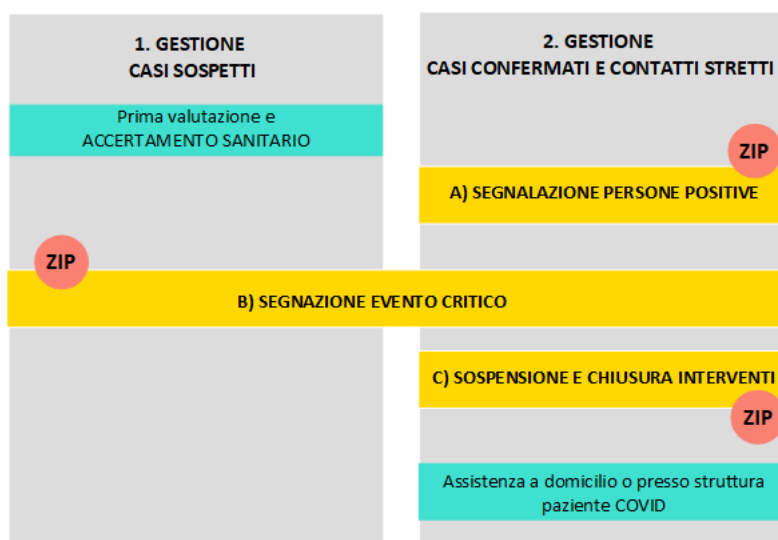 1. GESTIONE
CASI SOSPETTI
Prima valutazione e
ACCERTAMENTO SANITARIO
2. GESTIONE
CASI CONFERMATI E CONTATTI STRETTI
ZIP
A) SEGNALAZIONE PERSONE POSITIVE
ZIP
B) SEGNAZIONE EVENTO CRITICO
C) SOSPENSIONE E CHIUSURA INTERVENTI
ZIP
Assistenza a domicilio o presso struttura
paziente COVID